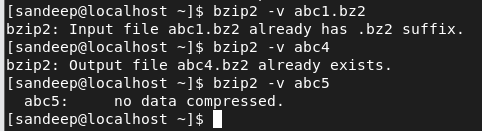 [sandeep@localhost ~]$ bzip2 -v abc1.bz2
bzip2: Input file abc1.bz2 already has .bz2 suffix.
[sandeep@localhost ~]$ bzip2 -v abc4
bzip2: Output file abc4.bz2 already exists.
[sandeep@localhost ~]$ bzip2 -v abc5
  abc5:     no data compressed.
[sandeep@localhost ~]$